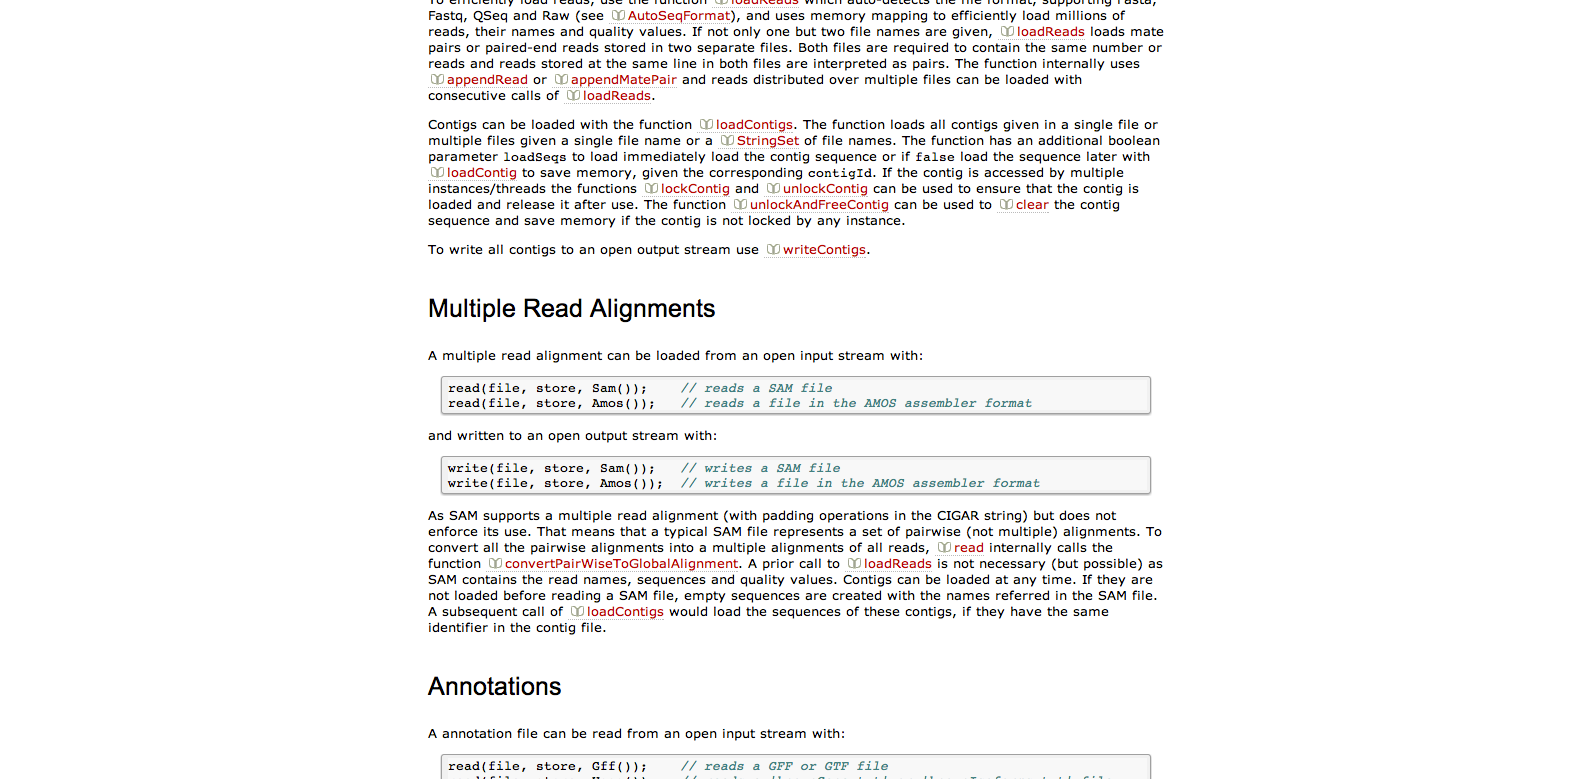 To efficiently load reads, use the function loadReads which auto-detects the file format, supporting Fasta,
Fastq, QSeq and Raw (see AutoSeqFormat), and uses memory mapping to efficiently load millions of
reads, their names and quality values. If not only one but two file names are given, loadReads loads mate
pairs or paired-end reads stored in two separate files. Both files are required to contain the same number or
reads and reads stored at the same line in both files are interpreted as pairs. The function internally uses
appendRead or appendMatePair and reads distributed over multiple files can be loaded with
consecutive calls of loadReads.
Contigs can be loaded with the function loadContigs. The function loads all contigs given in a single file or
multiple files given a single file name or a StringSet of file names. The function has an additional boolean
parameter loadSeqs to load immediately load the contig sequence or if false load the sequence later with
loadContig to save memory, given the corresponding contigId. If the contig is accessed by multiple
instances/threads the functions lockContig and unlockContig can be used to ensure that the contig is
loaded and release it after use. The function unlockAndFreeContig can be used to clear the contig
sequence and save memory if the contig is not locked by any instance.
To write all contigs to an open output stream use writeContigs.
Multiple Read Alignments
A multiple read alignment can be loaded from an open input stream with:
read(file, store, Sam()); // reads a SAM file
read(file, store, Amos()); // reads a file in the AMOS assembler format
and written to an open output stream with:
write(file, store, Sam()); // writes a SAM file
write(file, store, Amos()); // writes a file in the AMOS assembler format
As SAM supports a multiple read alignment (with padding operations in the CIGAR string) but does not
enforce its use. That means that a typical SAM file represents a set of pairwise (not multiple) alignments. To
convert all the pairwise alignments into a multiple alignments of all reads, read internally calls the
function convertPairWiseToGlobalAlignment. A prior call to loadReads is not necessary (but possible) as
SAM contains the read names, sequences and quality values. Contigs can be loaded at any time. If they are
not loaded before reading a SAM file, empty sequences are created with the names referred in the SAM file.
A subsequent call of loadContigs would load the sequences of these contigs, if they have the same
identifier in the contig file.
Annotations
A annotation file can be read from an open input stream with:
read(file, store, Gff()); // reads a GFF or GTF file